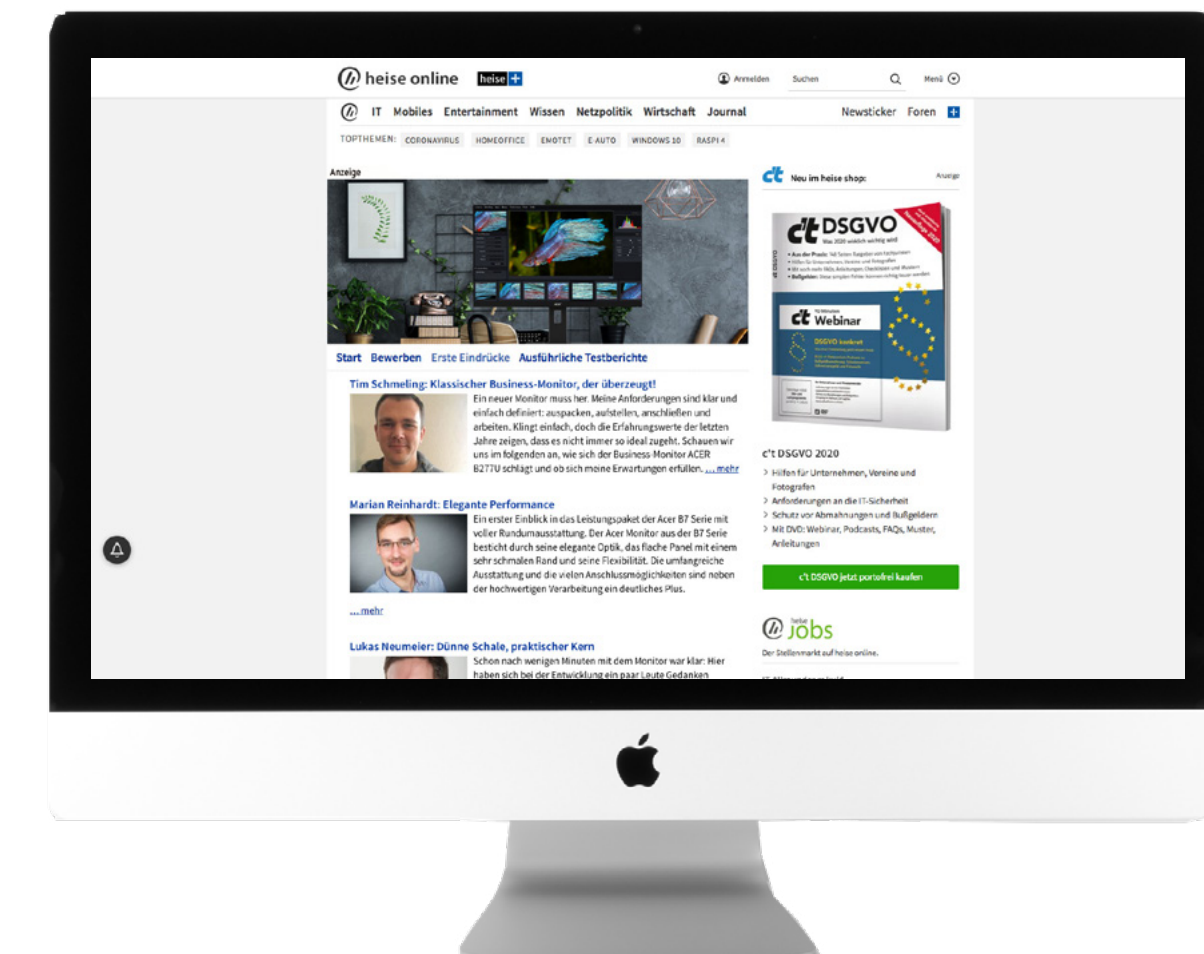 heise online heise +
Anmelden Suchen Menü
IT Mobiles Entertainment Wissen Netzpolitik Wirtschaft Journal Newsticker Foren +
TOPTHEMEN: CORONAVIRUS HOMEOFFICE EMOTET E-AUTO WINDOWS 10 RASPI 4
Anzeige
Start Bewerben Erste Eindrücke Ausführliche Testberichte
Tim Schmeling: Klassischer Business-Monitor, der überzeugt!
Ein neuer Monitor muss her. Meine Anforderungen sind klar und
einfach definiert: auspacken, aufstellen, anschließen und
arbeiten. Klingt einfach, doch die Erfahrungswerte der letzten
Jahre zeigen, dass es nicht immer so ideal zugeht. Schauen wir
uns im folgenden an, wie sich der Business-Monitor ACER
B277U schlägt und ob sich meine Erwartungen erfüllen. ... mehr
Marian Reinhardt: Elegante Performance
Ein erster Einblick in das Leistungspaket der Acer B7 Serie mit
voller Rundumausstattung. Der Acer Monitor aus der B7 Serie
besticht durch seine elegante Optik, das flache Panel mit einem
sehr schmalen Rand und seine Flexibilität. Die umfangreiche
Ausstattung und die vielen Anschlussmöglichkeiten sind neben
der hochwertigen Verarbeitung ein deutliches Plus.
... mehr
Lukas Neumeier: Dünne Schale, praktischer Kern
Schon nach wenigen Minuten mit dem Monitor war klar: Hier
haben sich bei der Entwicklung ein paar Leute Gedanken
c't Neu im heise shop: Anzeige
c't DSGVO
Was 2020 wirklich wichtig wird
c't Webinar
DSGVO konkret
c't DSGVO 2020
> Hilfen für Unternehmen, Vereine und
Fotografen
> Anforderungen an die IT-Sicherheit
> Schutz vor Abmahnungen und Bußgeldern
> Mit DVD: Webinar, Podcasts, FAQs, Muster,
Anleitungen
c't DSGVO jetzt portofrei kaufen
heise jobs
Der Stellenmarkt auf heise online.